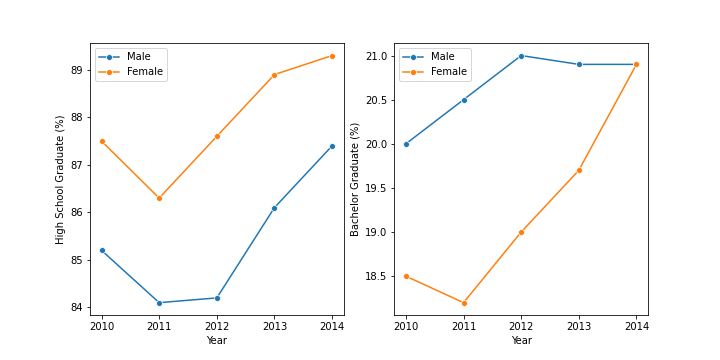 High School Graduate (%)
89
88
87
86
85
84
Male
Female
2010 2011 2012 2013 2014
Year
Bachelor Graduate (%)
21.0
20.5
20.0
19.5
19.0
18.5
Male
Female
2010 2011 2012 2013 2014
Year